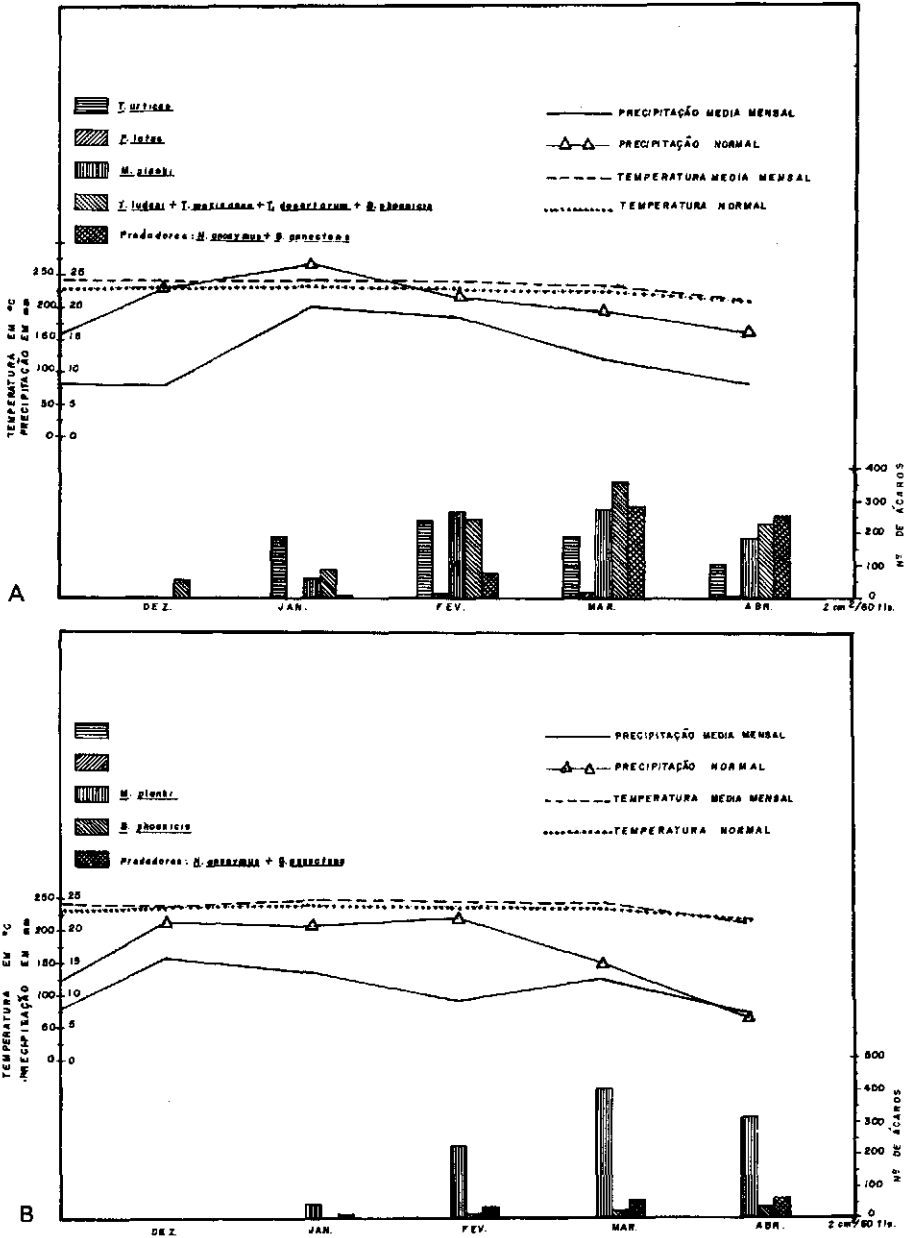 T. urticae
P. latus
M. planki
T. ludeni + T. mexicanus + T. desertorum + B. phoenicis
Predadores: N. anonymus + G. annectens
PRECIPITAÇÃO MEDIA MENSAL
PRECIPITAÇÃO NORMAL
TEMPERATURA MEDIA MENSAL
TEMPERATURA NORMAL
TEMPERATURA EM ºC
PRECIPITAÇÃO EM mm
250 25
200 20
150 15
100 10
50 5
0 0
400
300
200
100
0
Nº DE ÁCAROS
A
DEZ. JAN. FEV. MAR. ABR. 2 cm²/60 fls.
M. planki
B. phoenicis
Predadores: N. anonymus + G. annectens
PRECIPITAÇÃO MEDIA MENSAL
PRECIPITAÇÃO NORMAL
TEMPERATURA MEDIA MENSAL
TEMPERATURA NORMAL
TEMPERATURA EM ºC
PRECIPITAÇÃO EM mm
250 25
200 20
150 15
100 10
50 5
0 0
500
400
300
200
100
0
Nº DE ÁCAROS
B
DEZ. JAN. FEV. MAR. ABR. 2 cm²/60 fls.